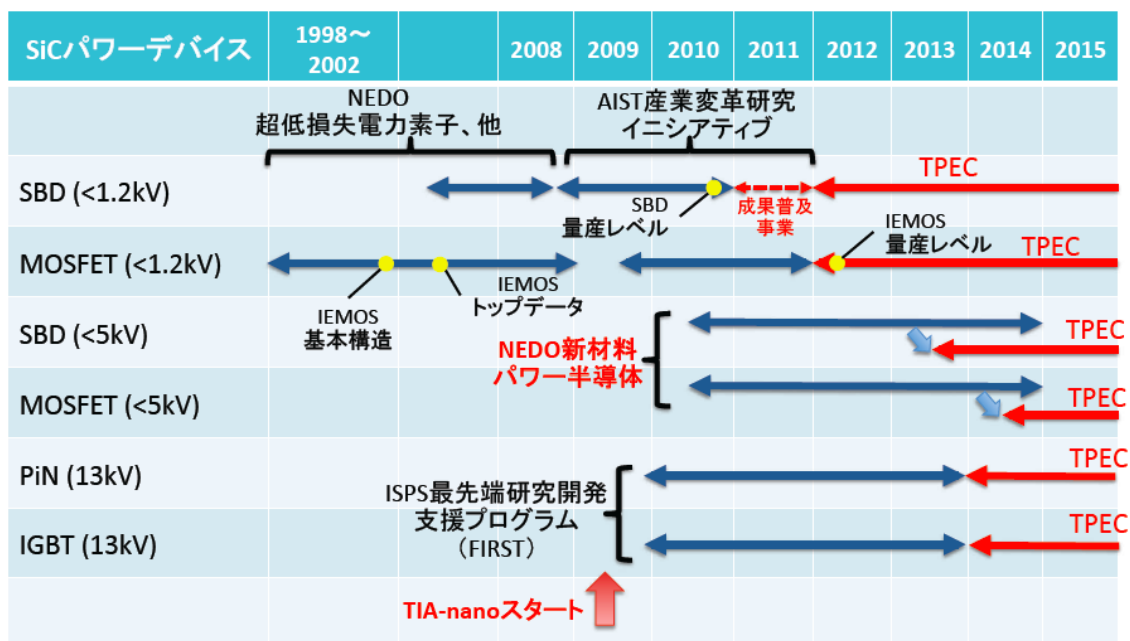 SiCパワーデバイス
1998～
2002
2008
2009
2010
2011
2012
2013
2014
2015
NEDO
超低損失電力素子、他
AIST産業変革研究
イニシアティブ
SBD (<1.2kV)
SBD
量産レベル
成果普及
事業
TPEC
MOSFET (<1.2kV)
IEMOS
基本構造
IEMOS
トップデータ
IEMOS
量産レベル
TPEC
SBD (<5kV)
NEDO新材料
パワー半導体
TPEC
MOSFET (<5kV)
TPEC
PiN (13kV)
ISPS最先端研究開発
支援プログラム
（FIRST）
TPEC
IGBT (13kV)
TPEC
TIA-nanoスタート